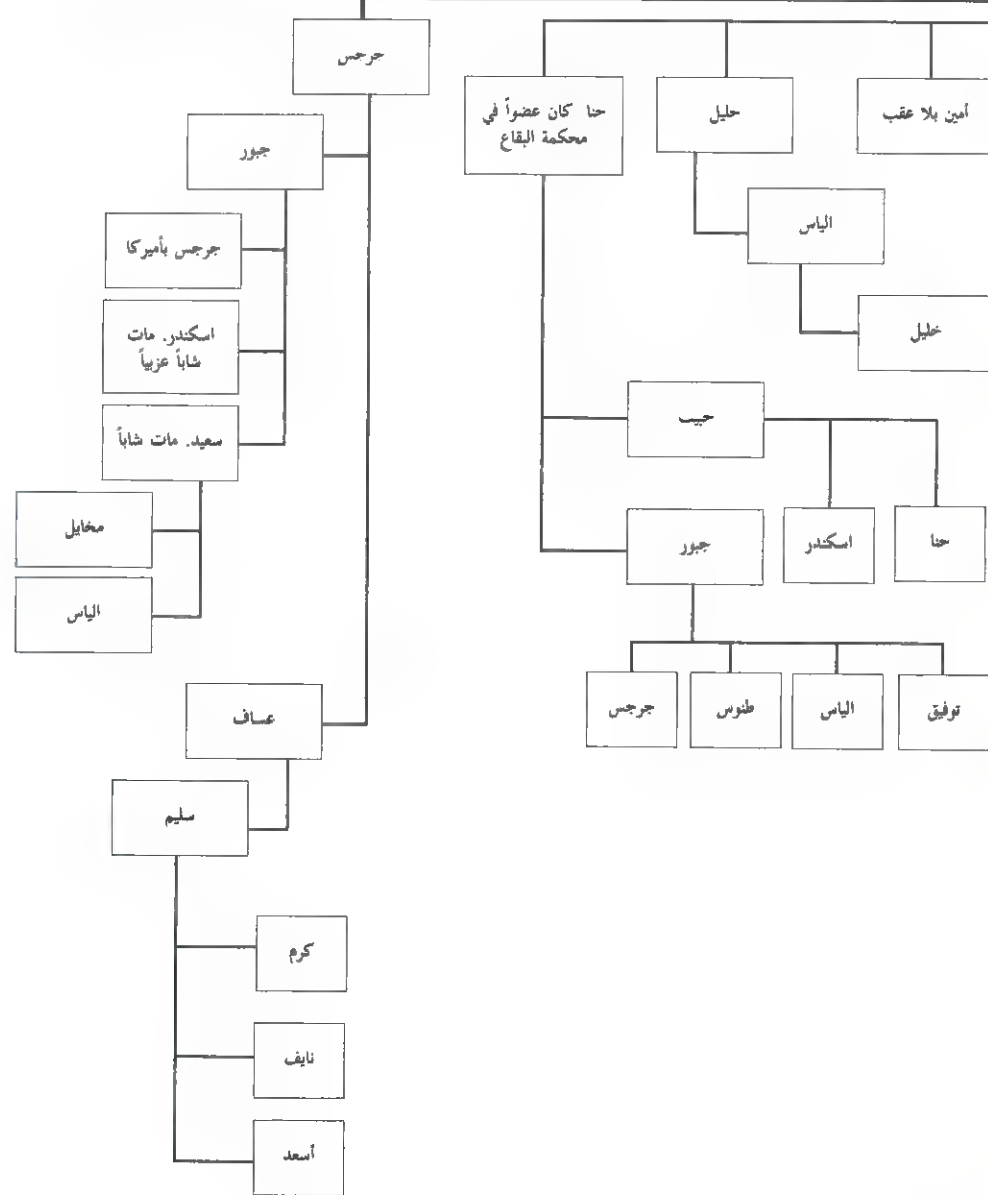 جرجس
أمين بلا عقب
حليل
حنا كان عضواً في
محكمة البقاع
جبور
الياس
جرجس بأميركا
خليل
اسكندر. مات
شاباً عزبياً
حبيب
سعيد. مات شاباً
مخايل
حنا
اسكندر
جبور
الياس
توفيق
الياس
طنوس
جرجس
عساف
سليم
كرم
نايف
أسعد